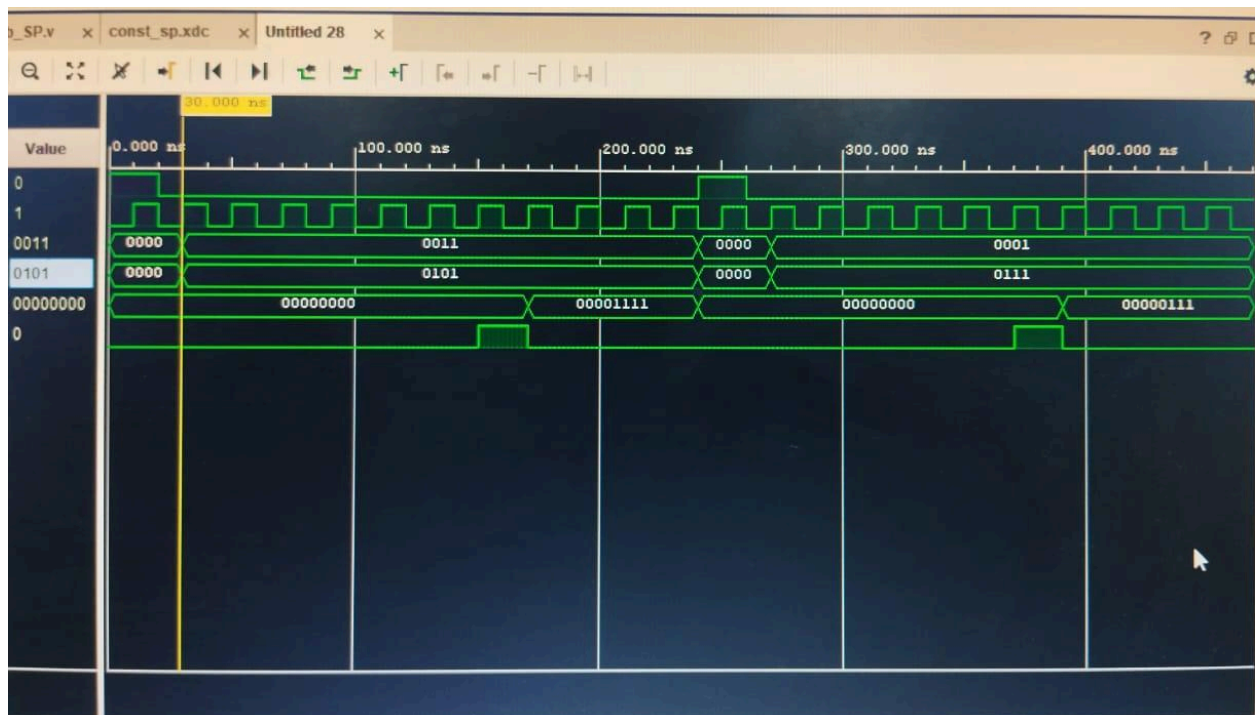 _SP.v × const_sp.xdc × Untitled 28 ×
?
30.000 ns
Value 0.000 ns 100.000 ns 200.000 ns 300.000 ns 400.000 ns
0
1
0011 0000 0011 0000 0001
0101 0000 0101 0000 0111
00000000 00000000 00001111 00000000 00000111
0